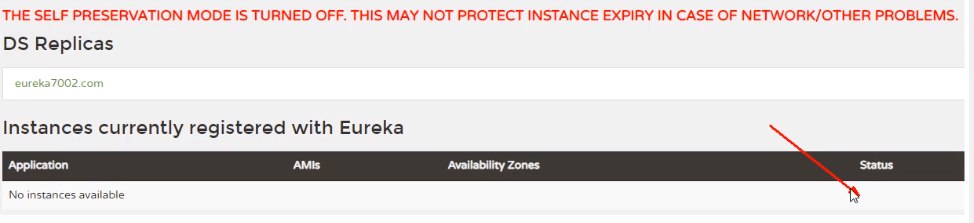 THE SELF PRESERVATION MODE IS TURNED OFF. THIS MAY NOT PROTECT INSTANCE EXPIRY IN CASE OF NETWORK/OTHER PROBLEMS.
DS Replicas
eureka7002.com
Instances currently registered with Eureka
Application AMIs Availability Zones Status
No instances available